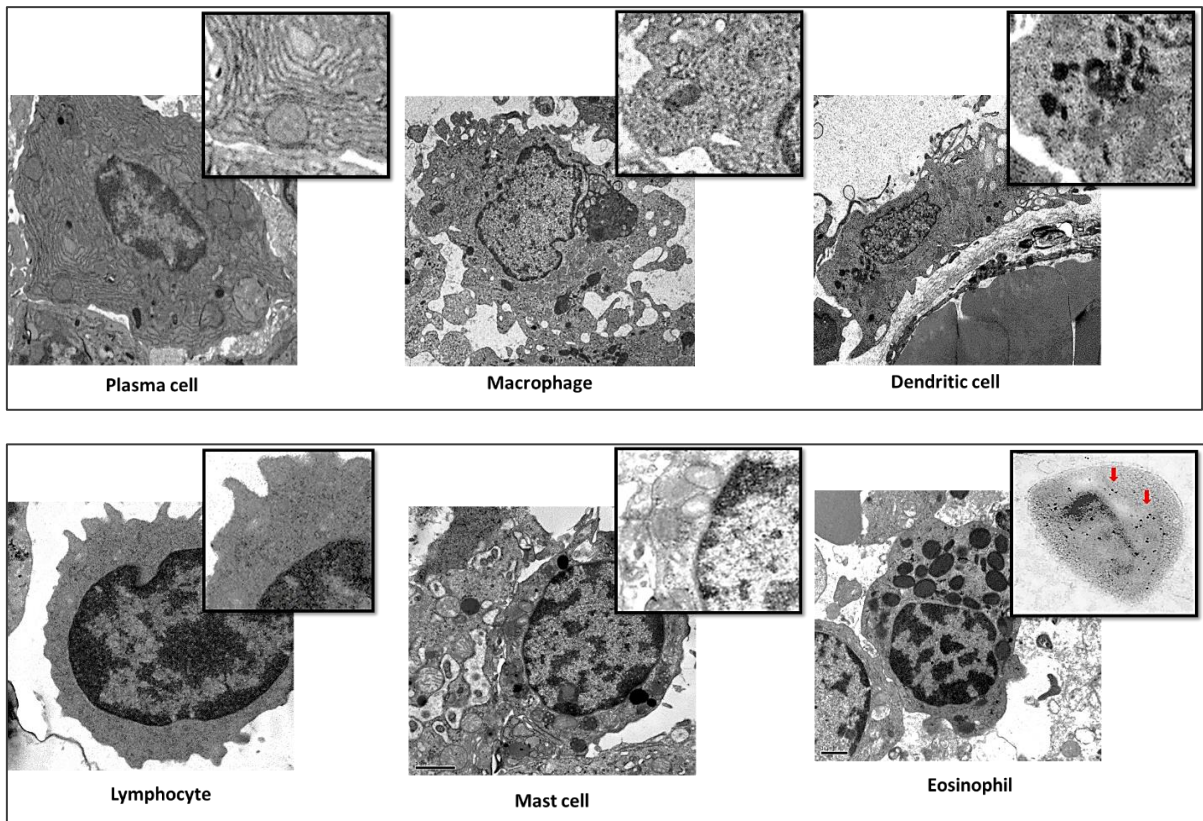 Plasma cell
Macrophage
Dendritic cell
Lymphocyte
Mast cell
Eosinophil